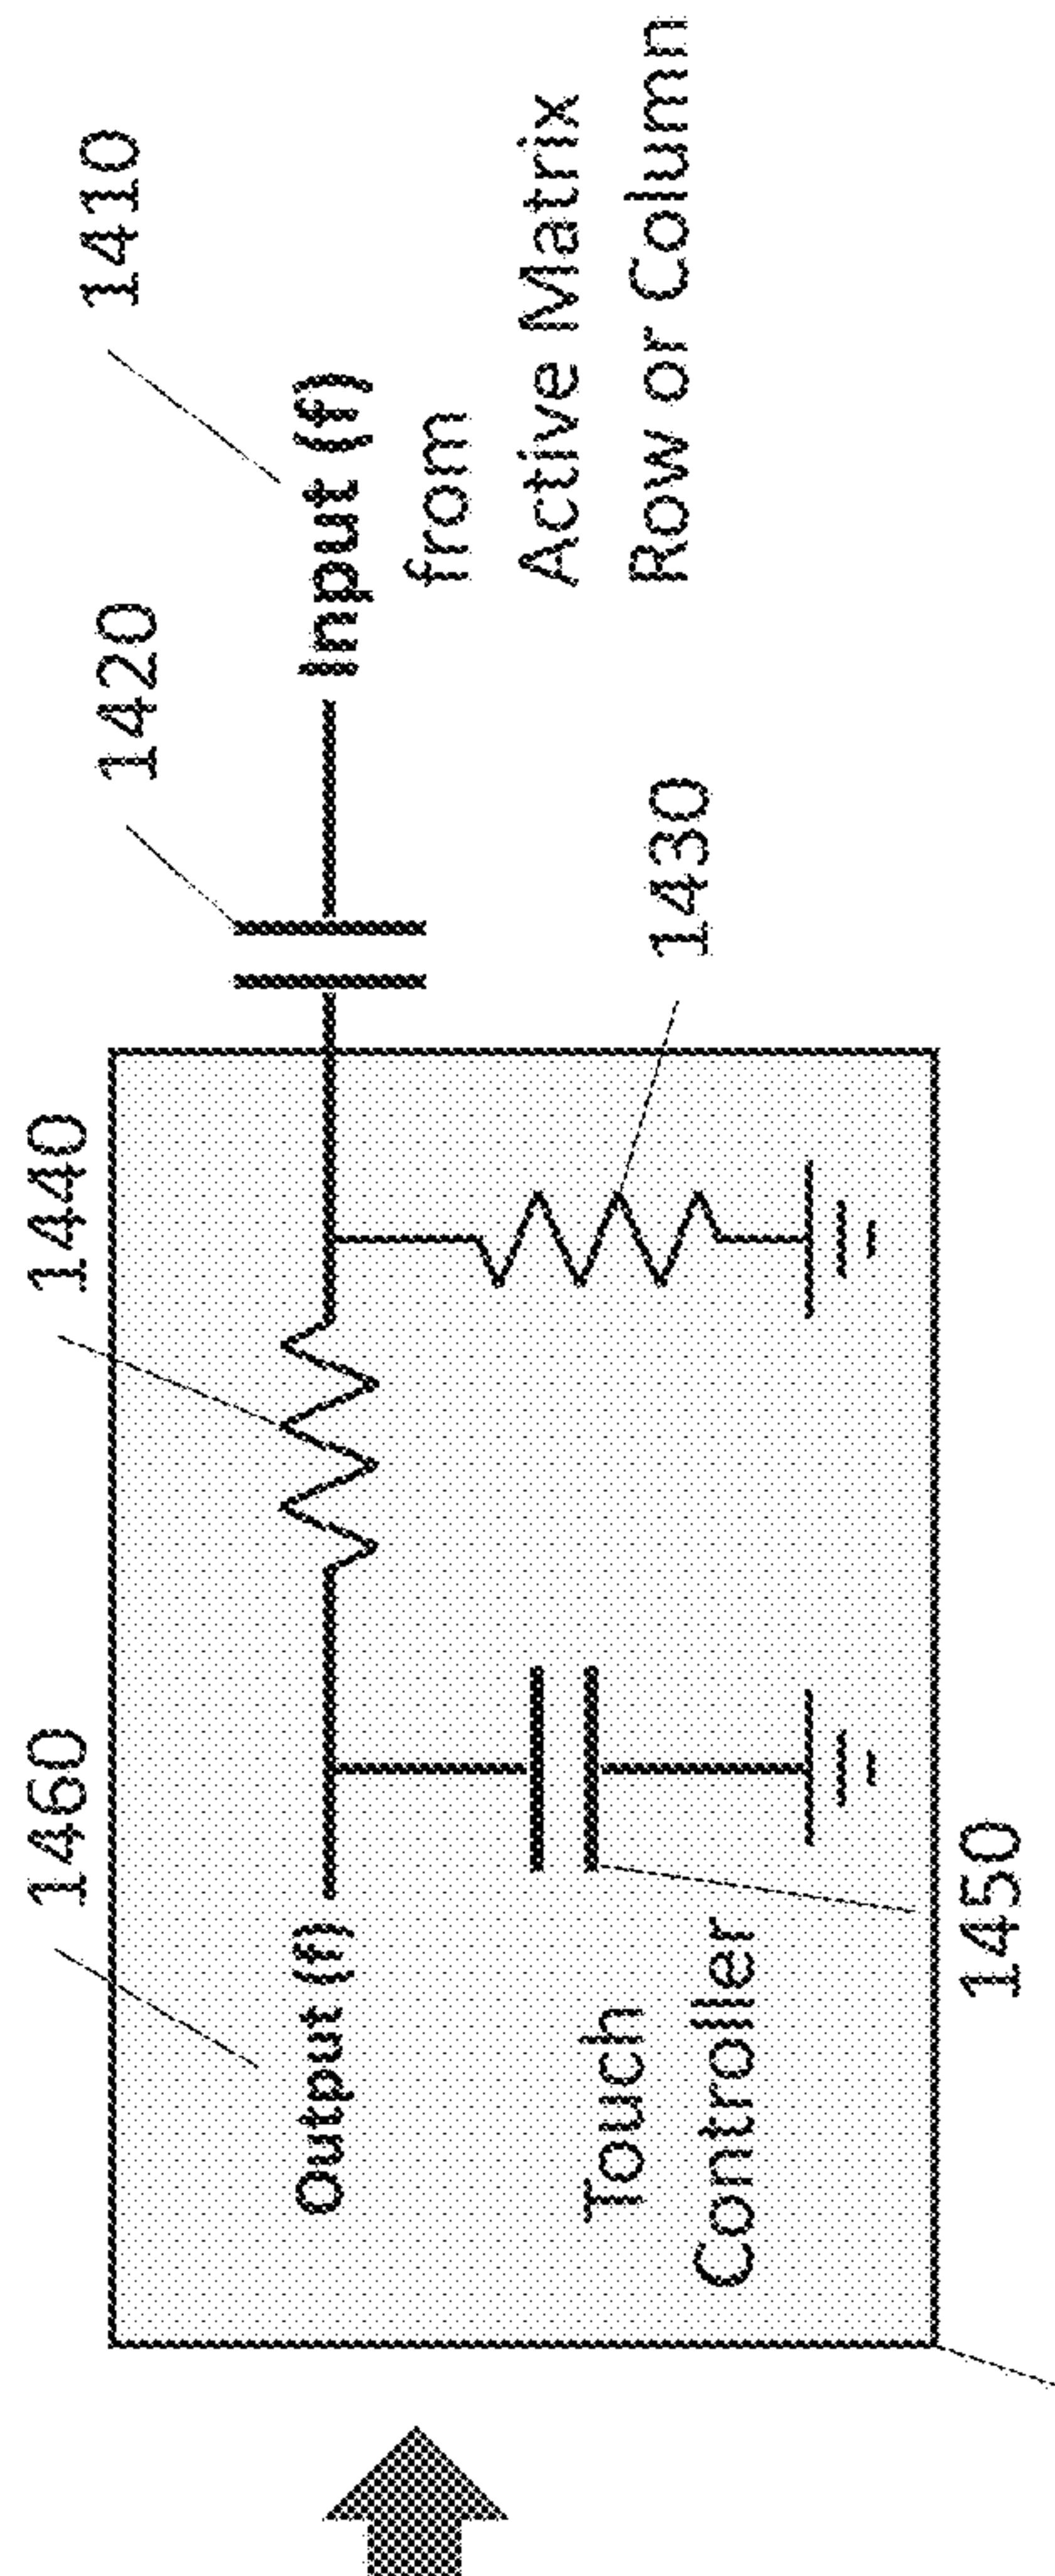 1460
1440
1420
1410
Output (f)
Input (f)
from
Active Matrix
Row or Column
Touch
Controller
1430
1450